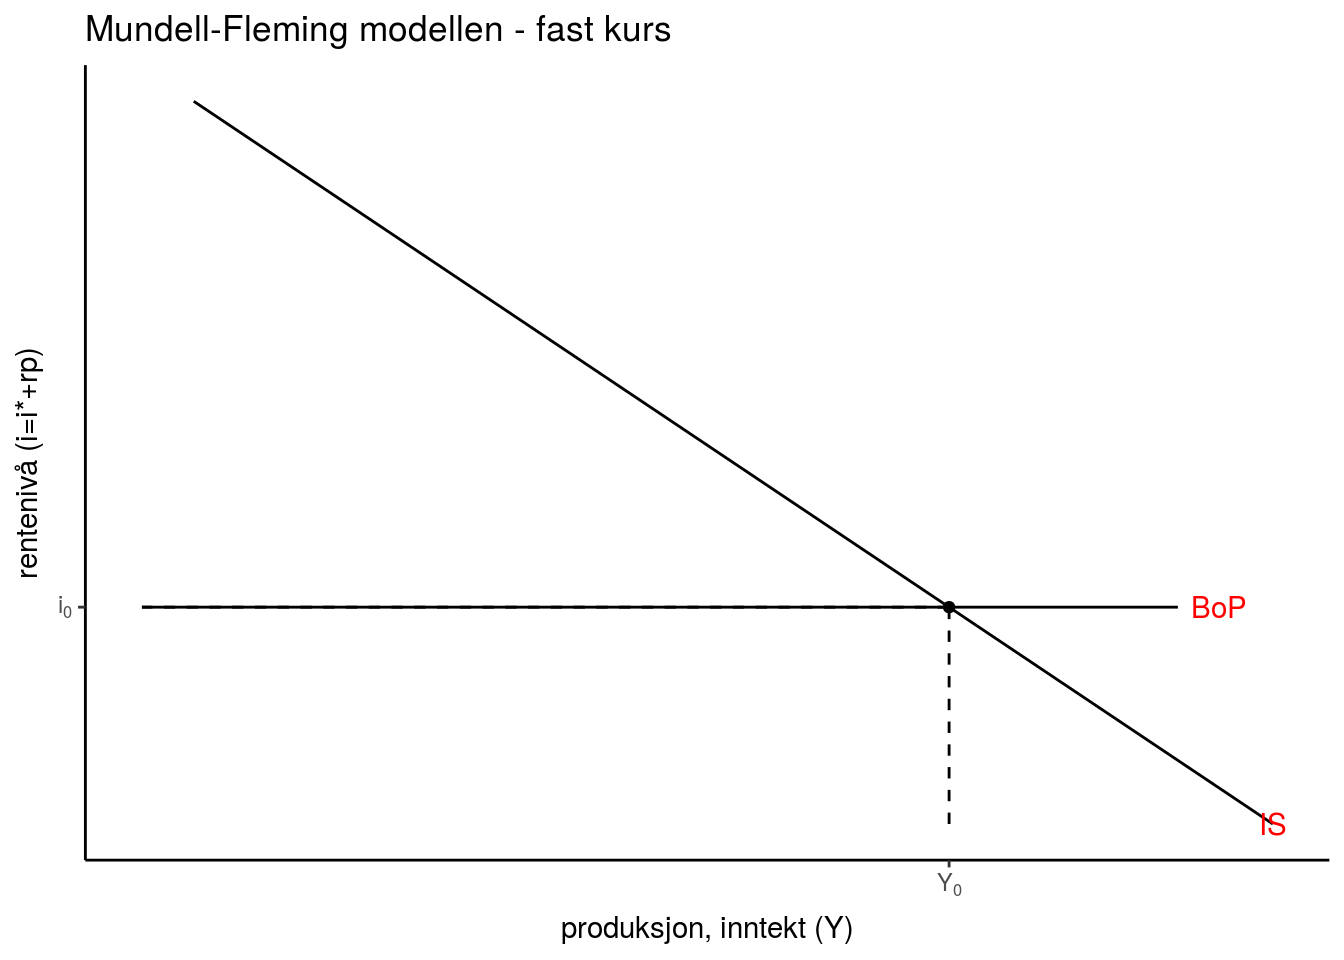 Mundell-Fleming modellen - fast kurs
rentenivå (i=i*+rp)
i₀
BoP
IS
Y₀
produksjon, inntekt (Y)